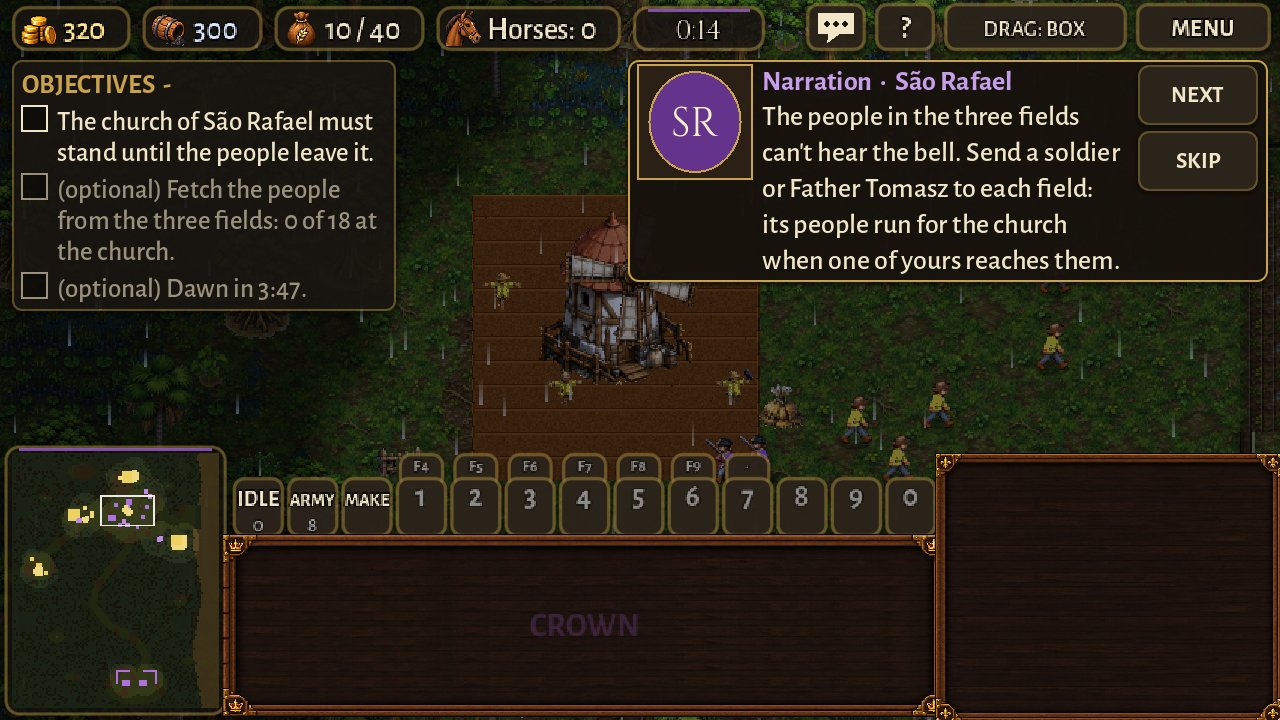 320
300
10/40
Horses: 0
0:14
?
DRAG: BOX
MENU
OBJECTIVES -
The church of São Rafael must
stand until the people leave it.
(optional) Fetch the people
from the three fields: 0 of 18 at
the church.
(optional) Dawn in 3:47.
SR
Narration · São Rafael
The people in the three fields
can't hear the bell. Send a soldier
or Father Tomasz to each field:
its people run for the church
when one of yours reaches them.
NEXT
SKIP
F4 F5 F6 F7 F8 F9 ·
IDLE ARMY MAKE 1 2 3 4 5 6 7 8 9 0
0 8
CROWN